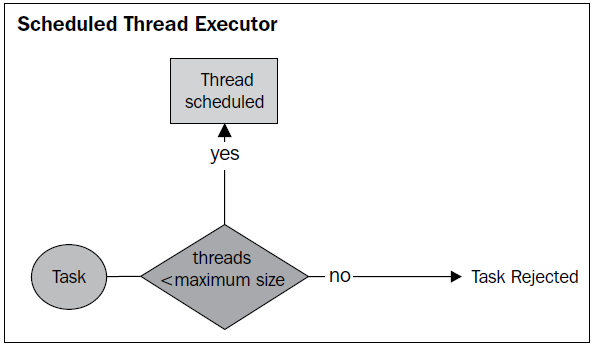 Scheduled Thread Executor
Thread
scheduled
yes
threads
<maximum size
Task
no
Task Rejected